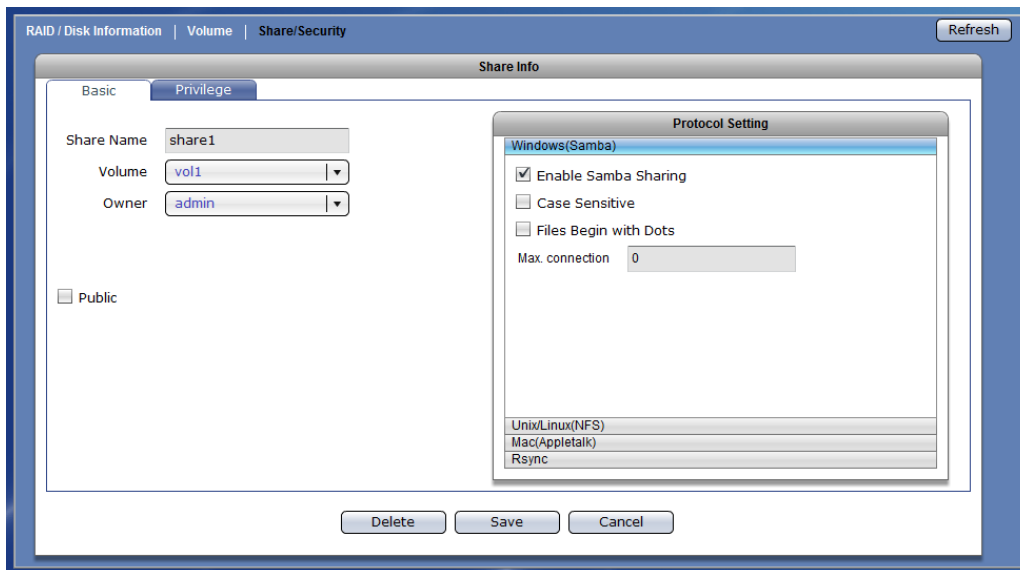 RAID / Disk Information | Volume | Share/Security
Refresh
Share Info
Basic
Privilege
Share Name share1
Volume vol1
Owner admin
Public
Protocol Setting
Windows(Samba)
Enable Samba Sharing
Case Sensitive
Files Begin with Dots
Max. connection 0
Unix/Linux(NFS)
Mac(Appletalk)
Rsync
Delete
Save
Cancel